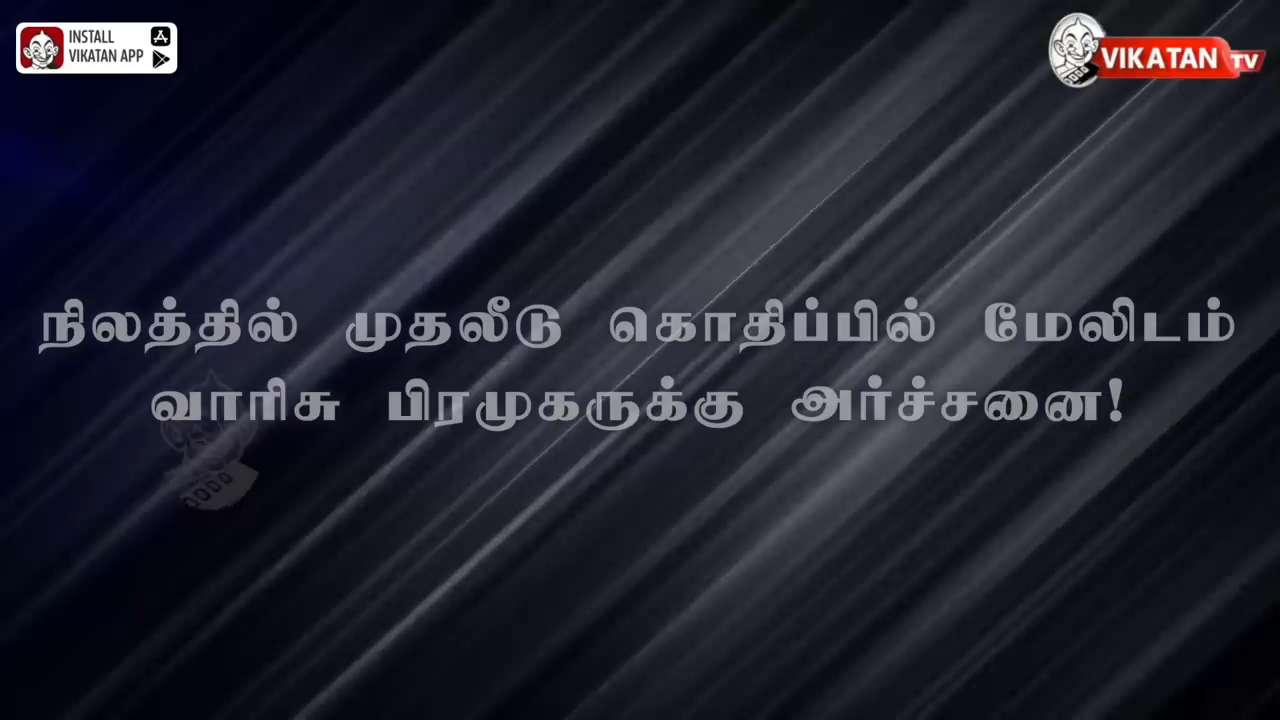 INSTALL
VIKATAN APP
VIKATAN TV
நிலத்தில் முதலீடு கொதிப்பில் மேலிடம்
வாரிசு பிரமுகருக்கு அர்ச்சனை!